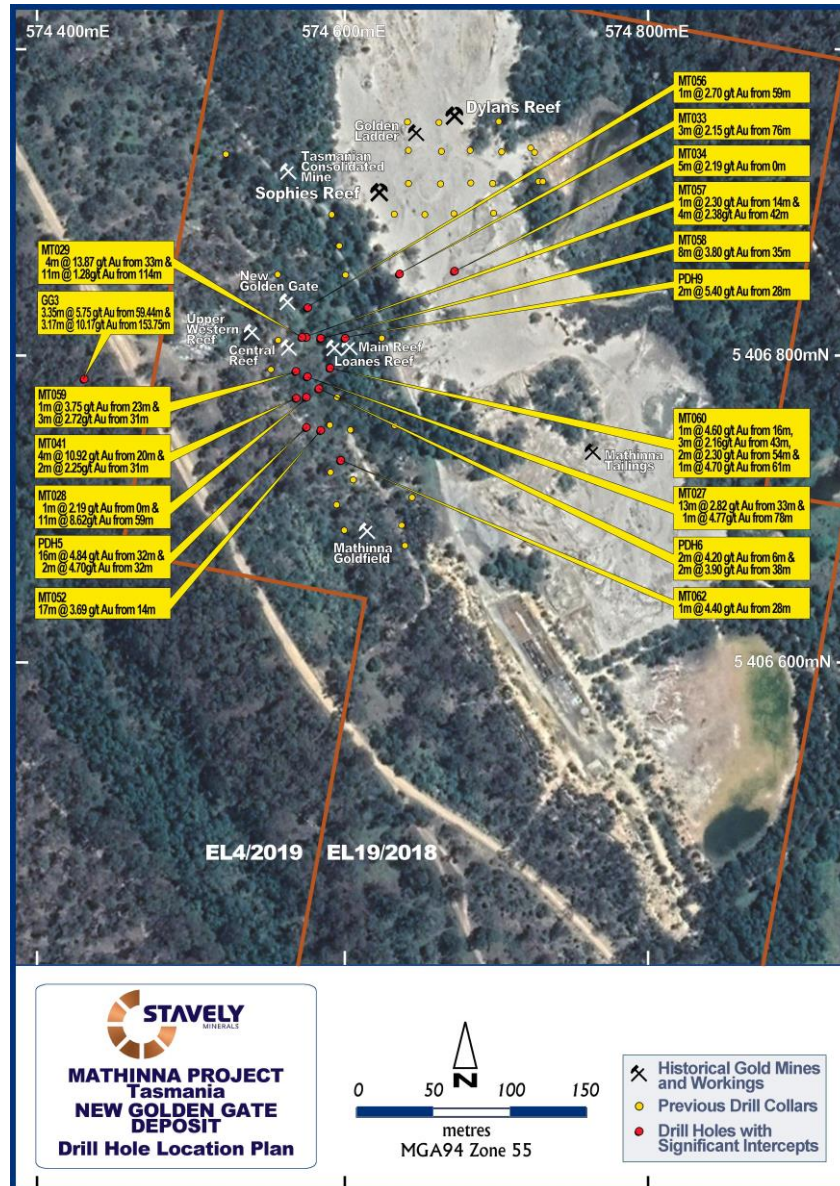 574 400mE
574 600mE
574 800mE
MT056
1m @ 2.70 g/t Au from 59m
MT033
3m @ 2.15 g/t Au from 76m
MT034
5m @ 2.19 g/t Au from 0m
MT057
1m @ 2.30 g/t Au from 14m &
4m @ 2.38g/t Au from 42m
MT058
8m @ 3.80 g/t Au from 35m
PDH9
2m @ 5.40 g/t Au from 28m
Dylans Reef
Golden
Ladder
Tasmanian
Consolidated
Mine
Sophies Reef
MT029
4m @ 13.87 g/t Au from 33m &
11m @ 1.28g/t Au from 114m
GG3
3.35m @ 5.75 g/t Au from 59.44m &
3.17m @ 10.17g/t Au from 153.75m
New
Golden Gate
Upper
Western
Reef
Central
Reef
Main Reef
Loanes Reef
5 406 800mN
MT059
1m @ 3.75 g/t Au from 23m &
3m @ 2.72g/t Au from 31m
MT041
4m @ 10.92 g/t Au from 20m &
2m @ 2.25g/t Au from 31m
MT028
1m @ 2.19 g/t Au from 0m &
11m @ 8.62g/t Au from 59m
PDH5
16m @ 4.84 g/t Au from 32m &
2m @ 4.70g/t Au from 32m
MT052
17m @ 3.69 g/t Au from 14m
MT060
1m @ 4.60 g/t Au from 16m,
3m @ 2.16g/t Au from 43m,
2m @ 2.30 g/t Au from 54m &
1m @ 4.70 g/t Au from 61m
MT027
13m @ 2.82 g/t Au from 33m &
1m @ 4.77g/t Au from 78m
PDH6
2m @ 4.20 g/t Au from 6m &
2m @ 3.90 g/t Au from 38m
MT062
1m @ 4.40 g/t Au from 28m
Mathinna
Tailings
Mathinna
Goldfield
5 406 600mN
EL4/2019
EL19/2018
STAVELY
MINERALS
MATHINNA PROJECT
Tasmania
NEW GOLDEN GATE
DEPOSIT
Drill Hole Location Plan
N
0 50 100 150
metres
MGA94 Zone 55
Historical Gold Mines
and Workings
Previous Drill Collars
Drill Holes with
Significant Intercepts